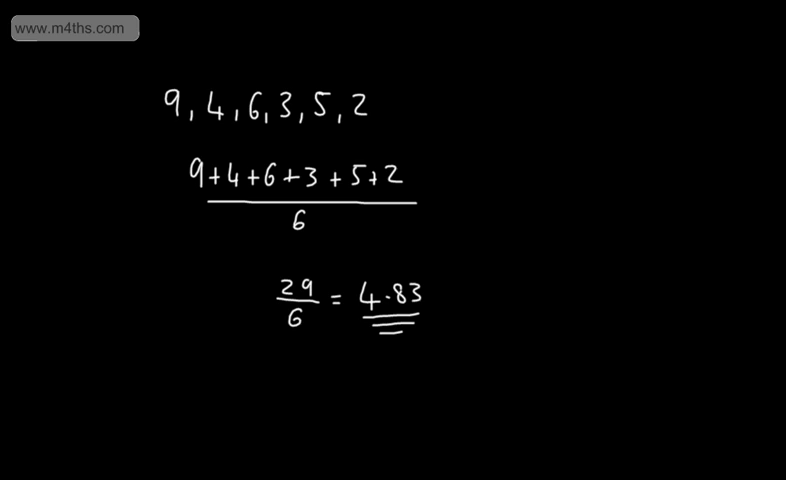 www.m4ths.com
9, 4, 6, 3, 5, 2
9+4+6+3+5+2
6
29
6
= 4.83